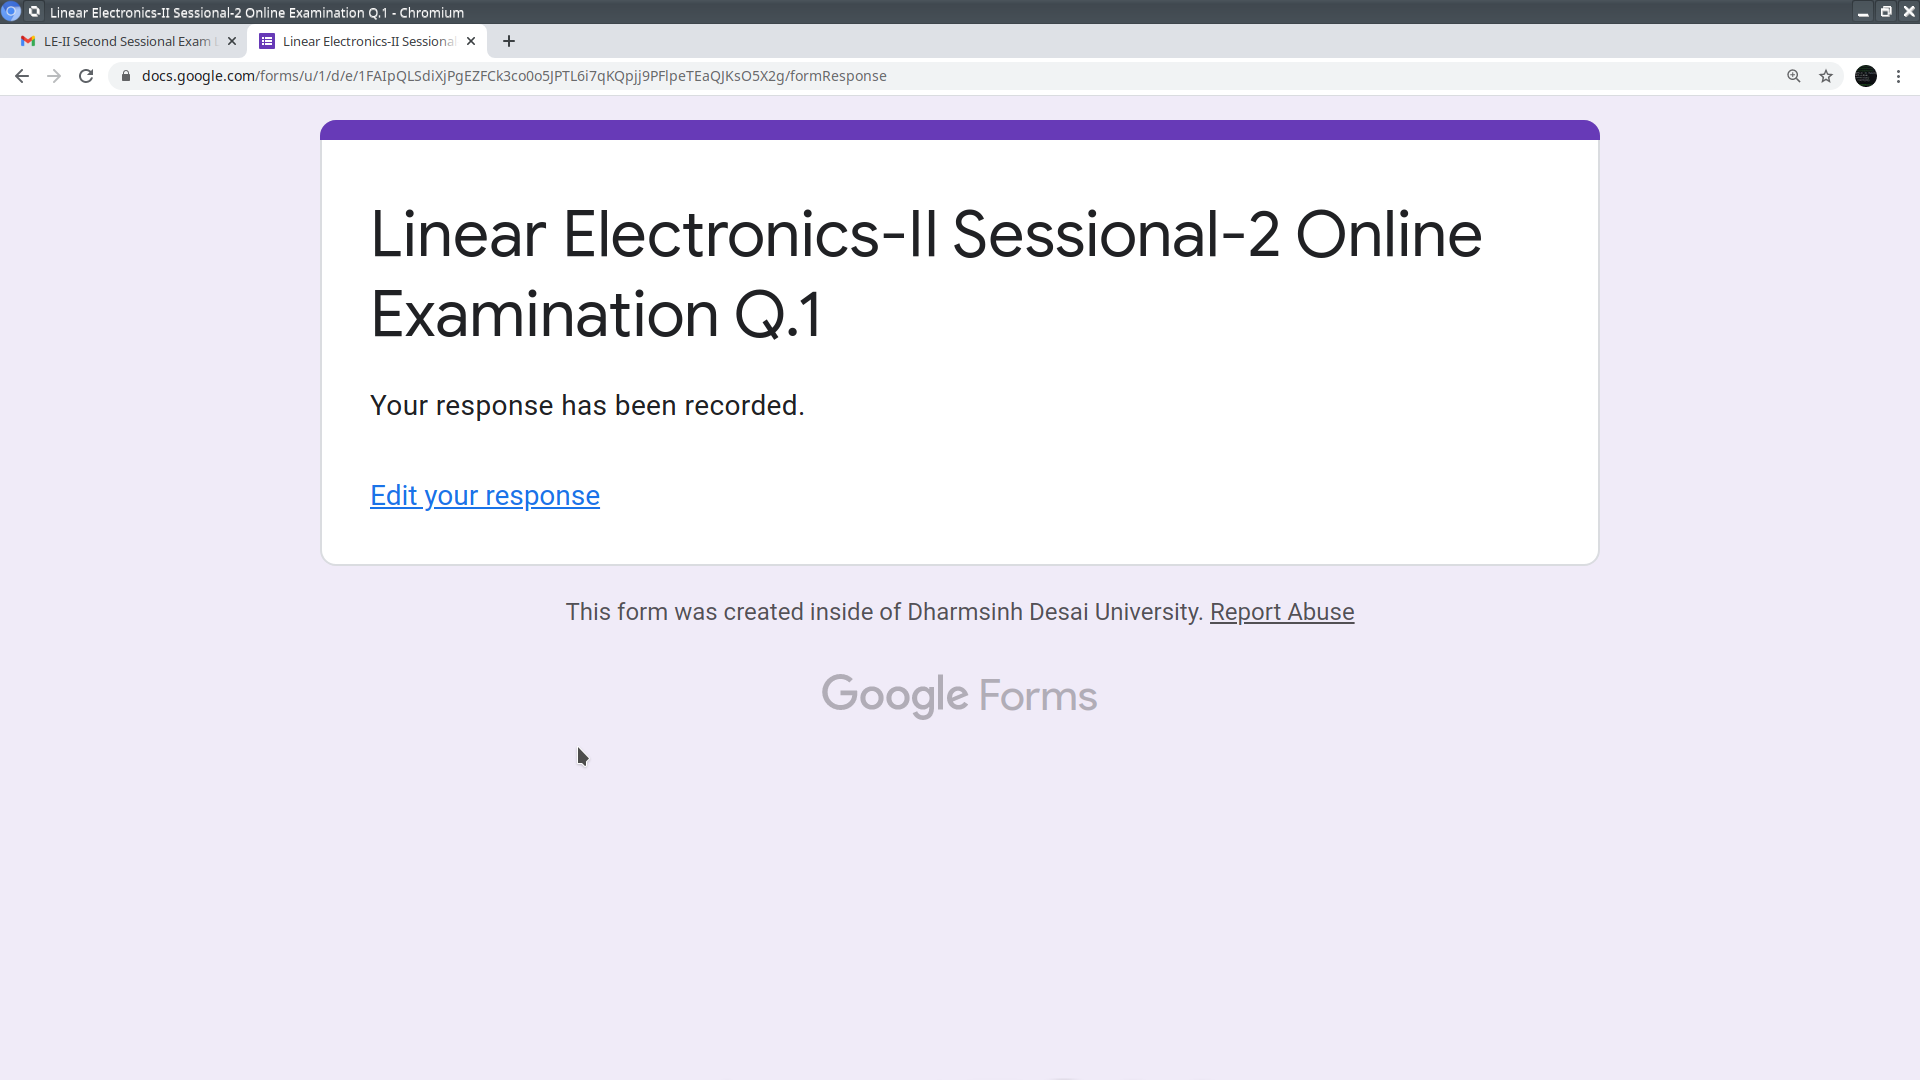 Linear Electronics-II Sessional-2 Online Examination Q.1 - Chromium
LE-II Second Sessional Exam
Linear Electronics-II Sessiona
docs.google.com/forms/u/1/d/e/1FAIpQLSdiXjPgEZFCk3co0o5JPTL6i7qKQpjj9PFlpeTEaQJKsO5X2g/formResponse
Linear Electronics-II Sessional-2 Online
Examination Q.1
Your response has been recorded.
Edit your response
This form was created inside of Dharmsinh Desai University. Report Abuse
Google Forms